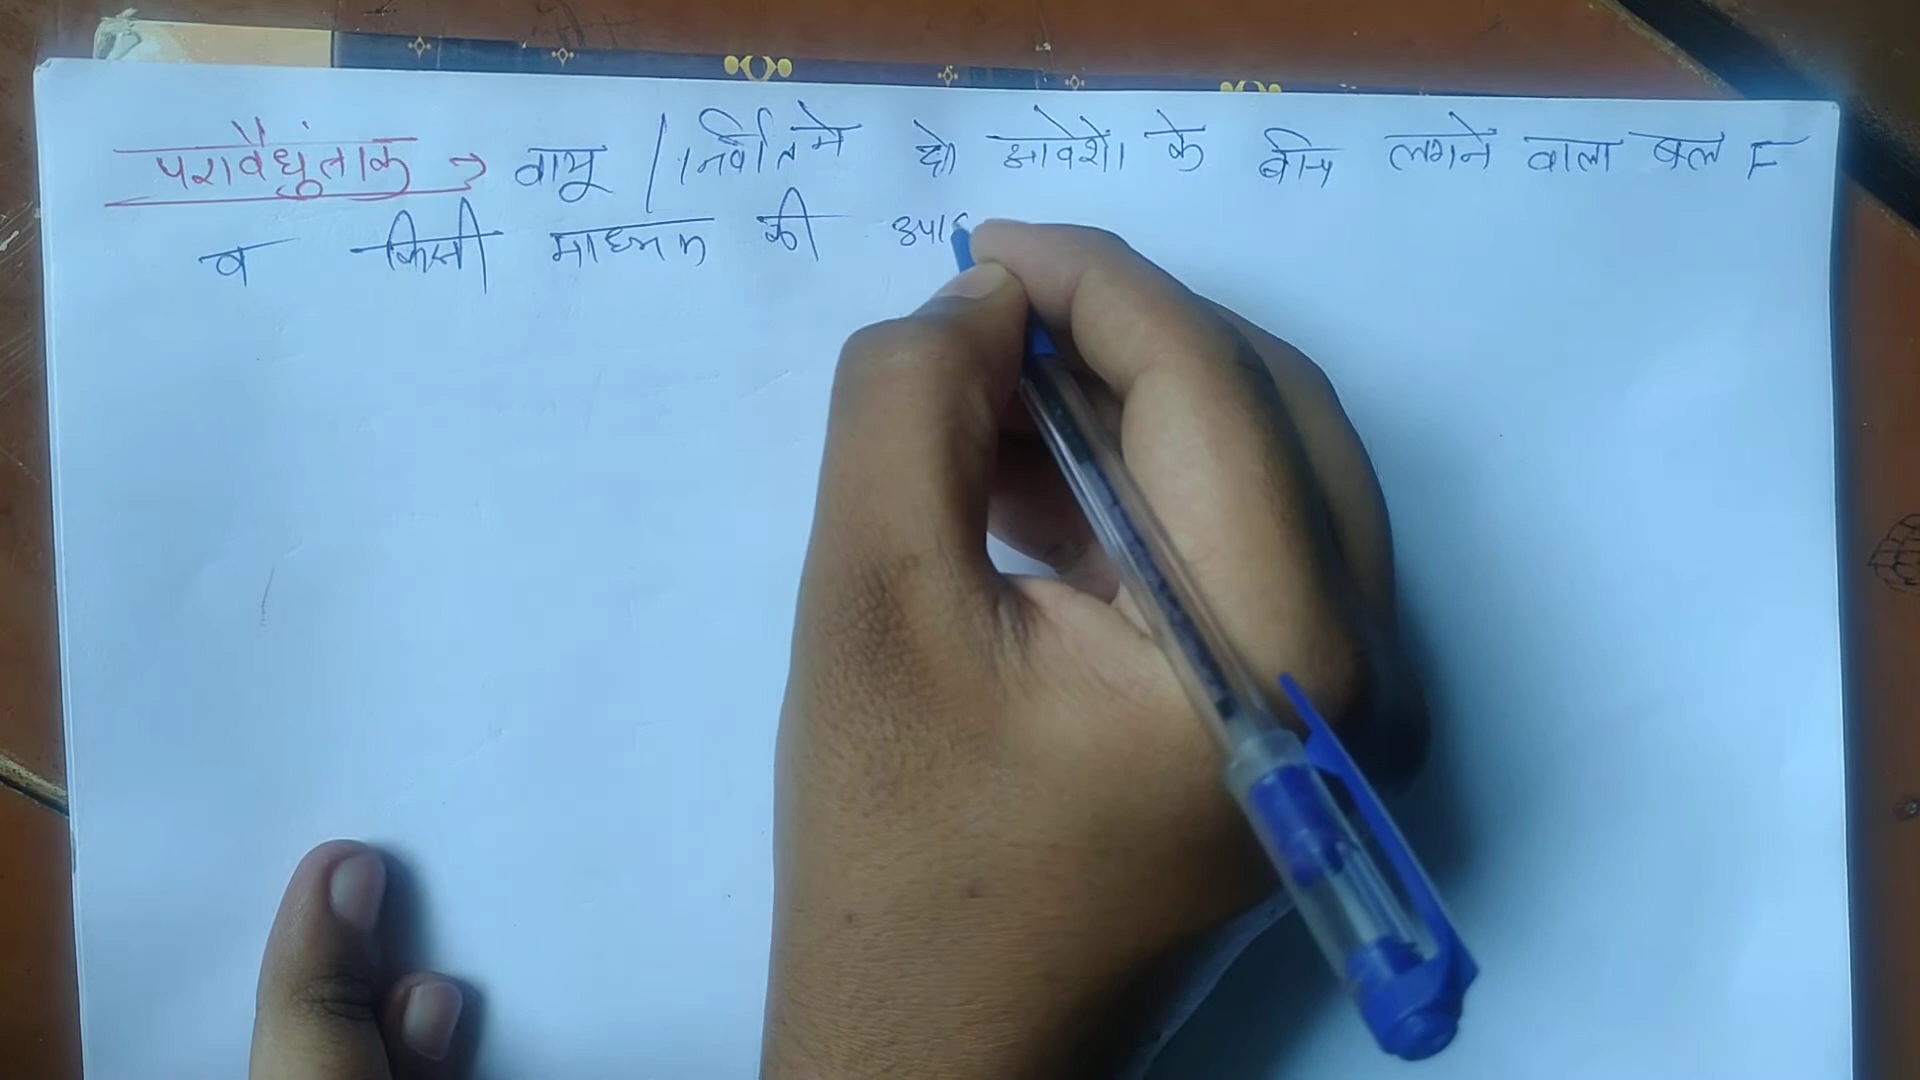 परावैधुतांक → वायु / निर्वात मे दो आवेशो के बीच लगने वाला बल F
व किसी माध्यम की